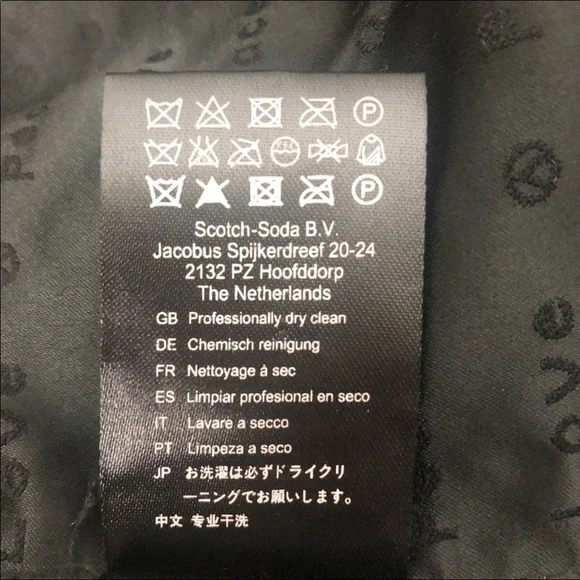 P
Scotch-Soda B.V.
Jacobus Spijkerdreef 20-24
2132 PZ Hoofddorp
The Netherlands
GB Professionally dry clean
DE Chemisch reinigung
FR Nettoyage à sec
ES Limpiar profesional en seco
IT Lavare a secco
PT Limpeza a seco
JP お洗濯は必ずドライクリ
ーニングでお願いします。
中文 专业干洗
P
love